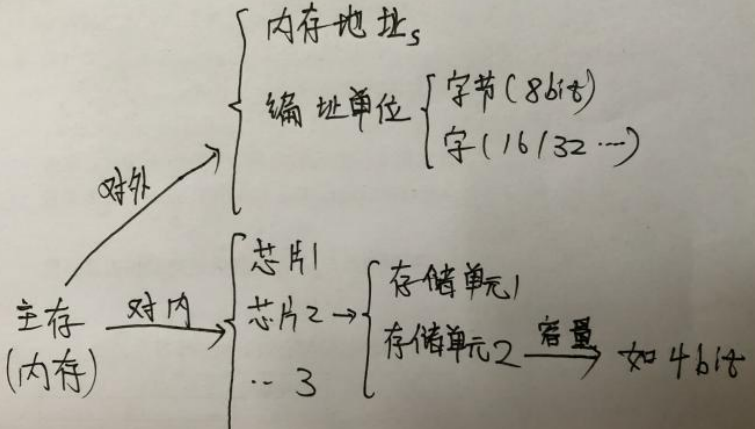 内存地址s
编址单位 字节(8bit)
字(16/32…)
对外
芯片1
主存 对内 芯片2 → 存储单元1
(内存) 存储单元2 容量 如4bit
‥3